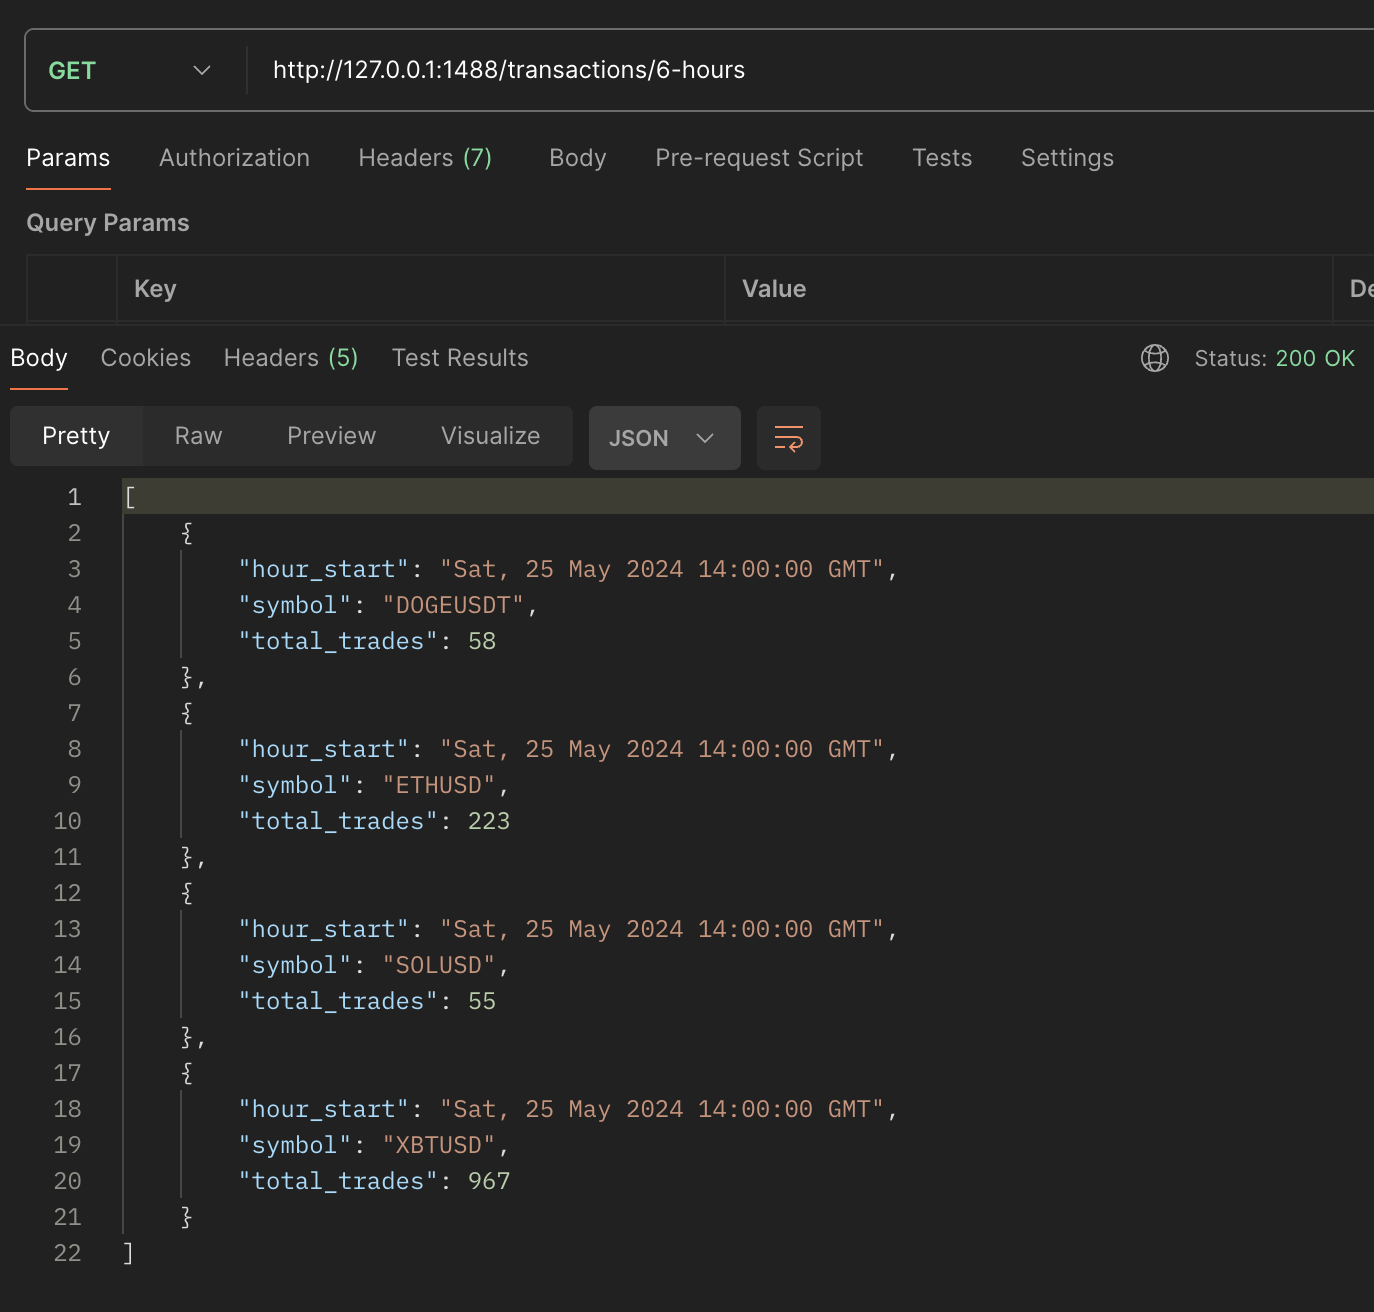 GET http://127.0.0.1:1488/transactions/6-hours
Params Authorization Headers (7) Body Pre-request Script Tests Settings
Query Params
Key Value De
Body Cookies Headers (5) Test Results Status: 200 OK
Pretty Raw Preview Visualize JSON
1 [
2 {
3 "hour_start": "Sat, 25 May 2024 14:00:00 GMT",
4 "symbol": "DOGEUSDT",
5 "total_trades": 58
6 },
7 {
8 "hour_start": "Sat, 25 May 2024 14:00:00 GMT",
9 "symbol": "ETHUSD",
10 "total_trades": 223
11 },
12 {
13 "hour_start": "Sat, 25 May 2024 14:00:00 GMT",
14 "symbol": "SOLUSD",
15 "total_trades": 55
16 },
17 {
18 "hour_start": "Sat, 25 May 2024 14:00:00 GMT",
19 "symbol": "XBTUSD",
20 "total_trades": 967
21 }
22 ]